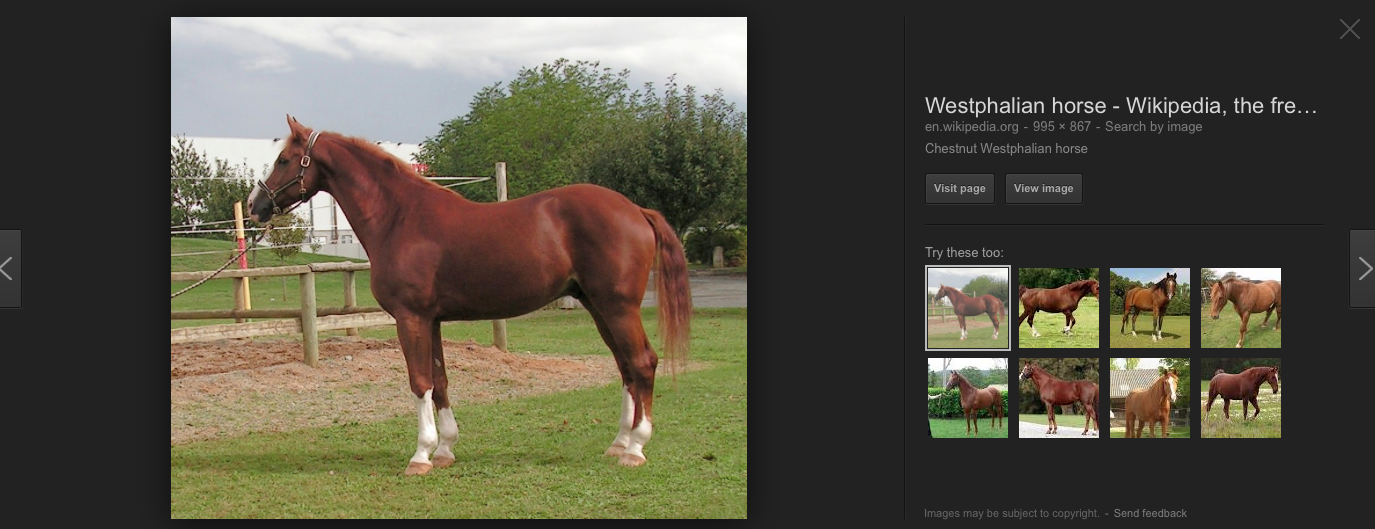 Westphalian horse - Wikipedia, the fre...
en.wikipedia.org - 995 × 867 - Search by image
Chestnut Westphalian horse
Visit page View image
Try these too:
Images may be subject to copyright. - Send feedback